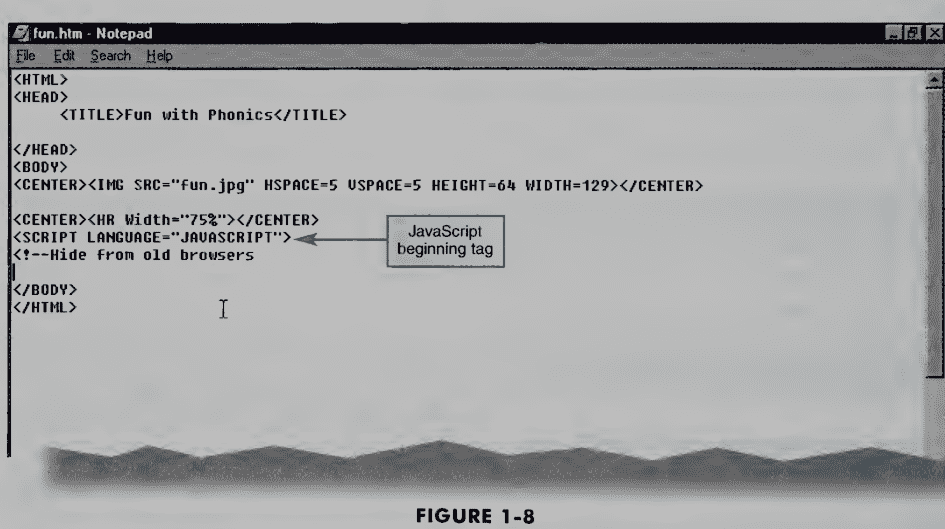 fun.htm - Notepad
File Edit Search Help
<HTML>
<HEAD>
<TITLE>Fun with Phonics</TITLE>
</HEAD>
<BODY>
<CENTER><IMG SRC="fun.jpg" HSPACE=5 VSPACE=5 HEIGHT=64 WIDTH=129></CENTER>
<CENTER><HR Width="75%"></CENTER>
<SCRIPT LANGUAGE="JAVASCRIPT">
JavaScript
beginning tag
<!--Hide from old browsers
</BODY>
</HTML>
FIGURE 1-8